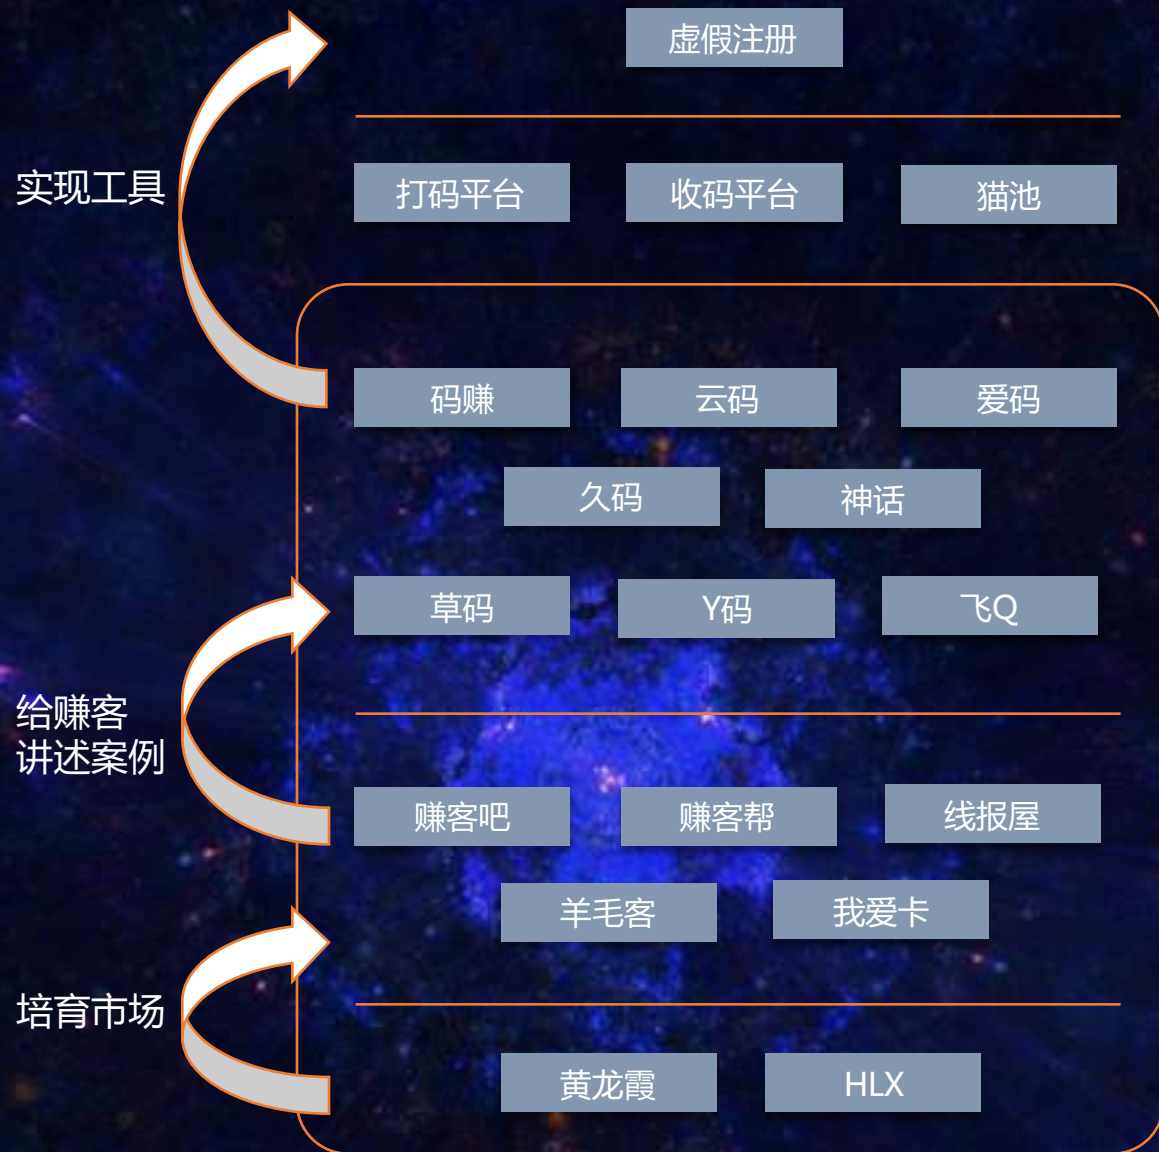 虚假注册
实现工具
打码平台
收码平台
猫池
码赚
云码
爱码
久码
神话
草码
Y码
飞Q
给赚客
讲述案例
赚客吧
赚客帮
线报屋
羊毛客
我爱卡
培育市场
黄龙霞
HLX